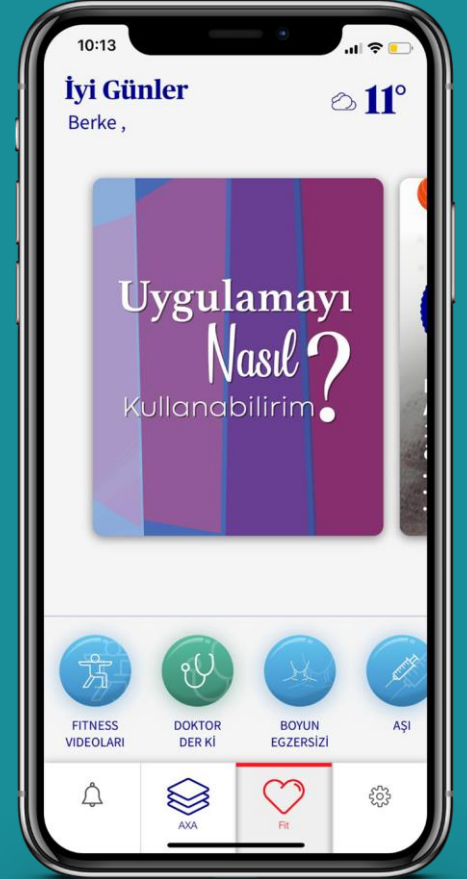 10:13
İyi Günler
11°
Berke ,
Uygulamayı
Nasıl ?
Kullanabilirim
FITNESS
VIDEOLARI
DOKTOR
DER Kİ
BOYUN
EGZERSİZİ
AŞI
AXA
Fit